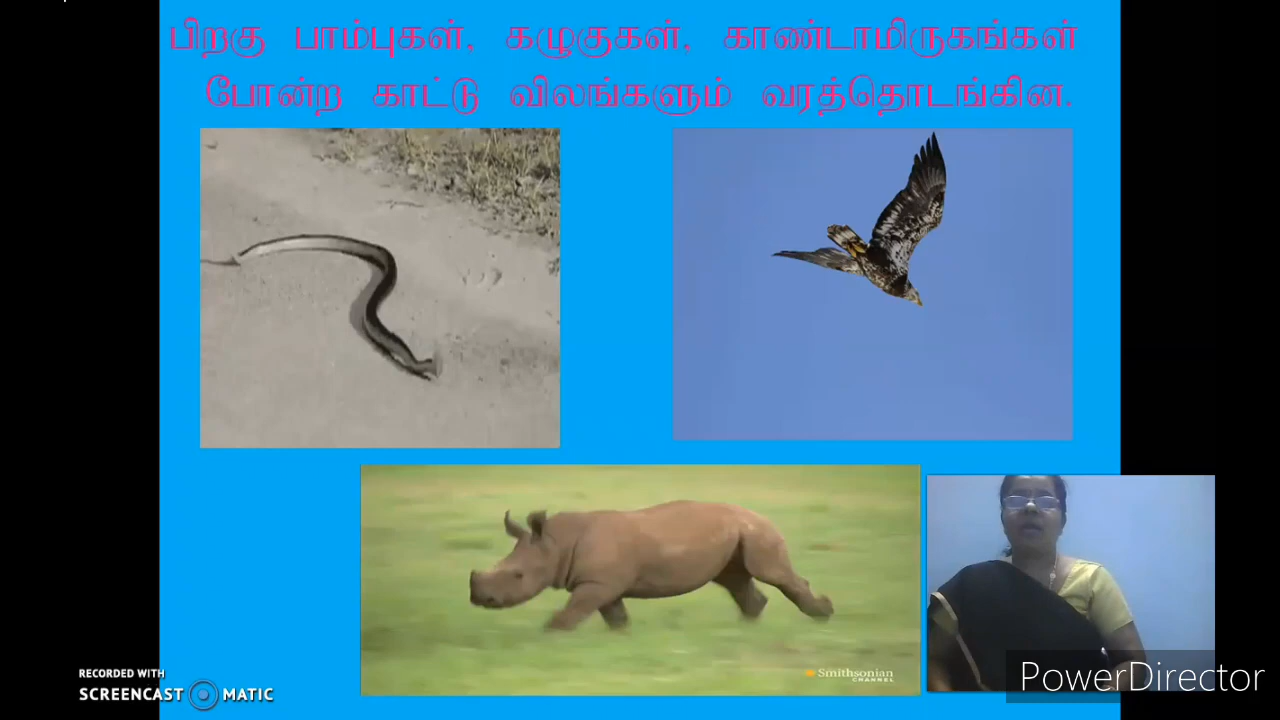 பிறகு பாம்புகள், கழுகுகள், காண்டாமிருகங்கள்
போன்ற காட்டு விலங்களும் வரத்தொடங்கின.
Smithsonian
CHANNEL
RECORDED WITH
SCREENCAST MATIC
PowerDirector